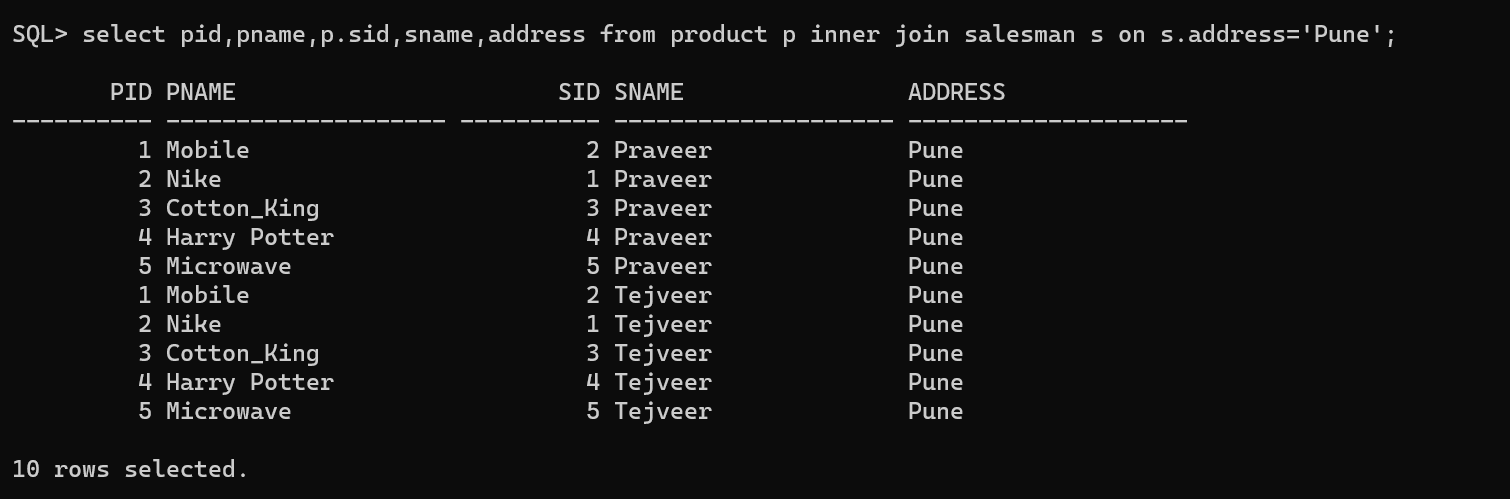 SQL> select pid,pname,p.sid,sname,address from product p inner join salesman s on s.address='Pune';
       PID PNAME                       SID SNAME                ADDRESS
---------- -------------------- ---------- -------------------- --------------------
         1 Mobile                        2 Praveer              Pune
         2 Nike                          1 Praveer              Pune
         3 Cotton_King                   3 Praveer              Pune
         4 Harry Potter                  4 Praveer              Pune
         5 Microwave                     5 Praveer              Pune
         1 Mobile                        2 Tejveer              Pune
         2 Nike                          1 Tejveer              Pune
         3 Cotton_King                   3 Tejveer              Pune
         4 Harry Potter                  4 Tejveer              Pune
         5 Microwave                     5 Tejveer              Pune
10 rows selected.